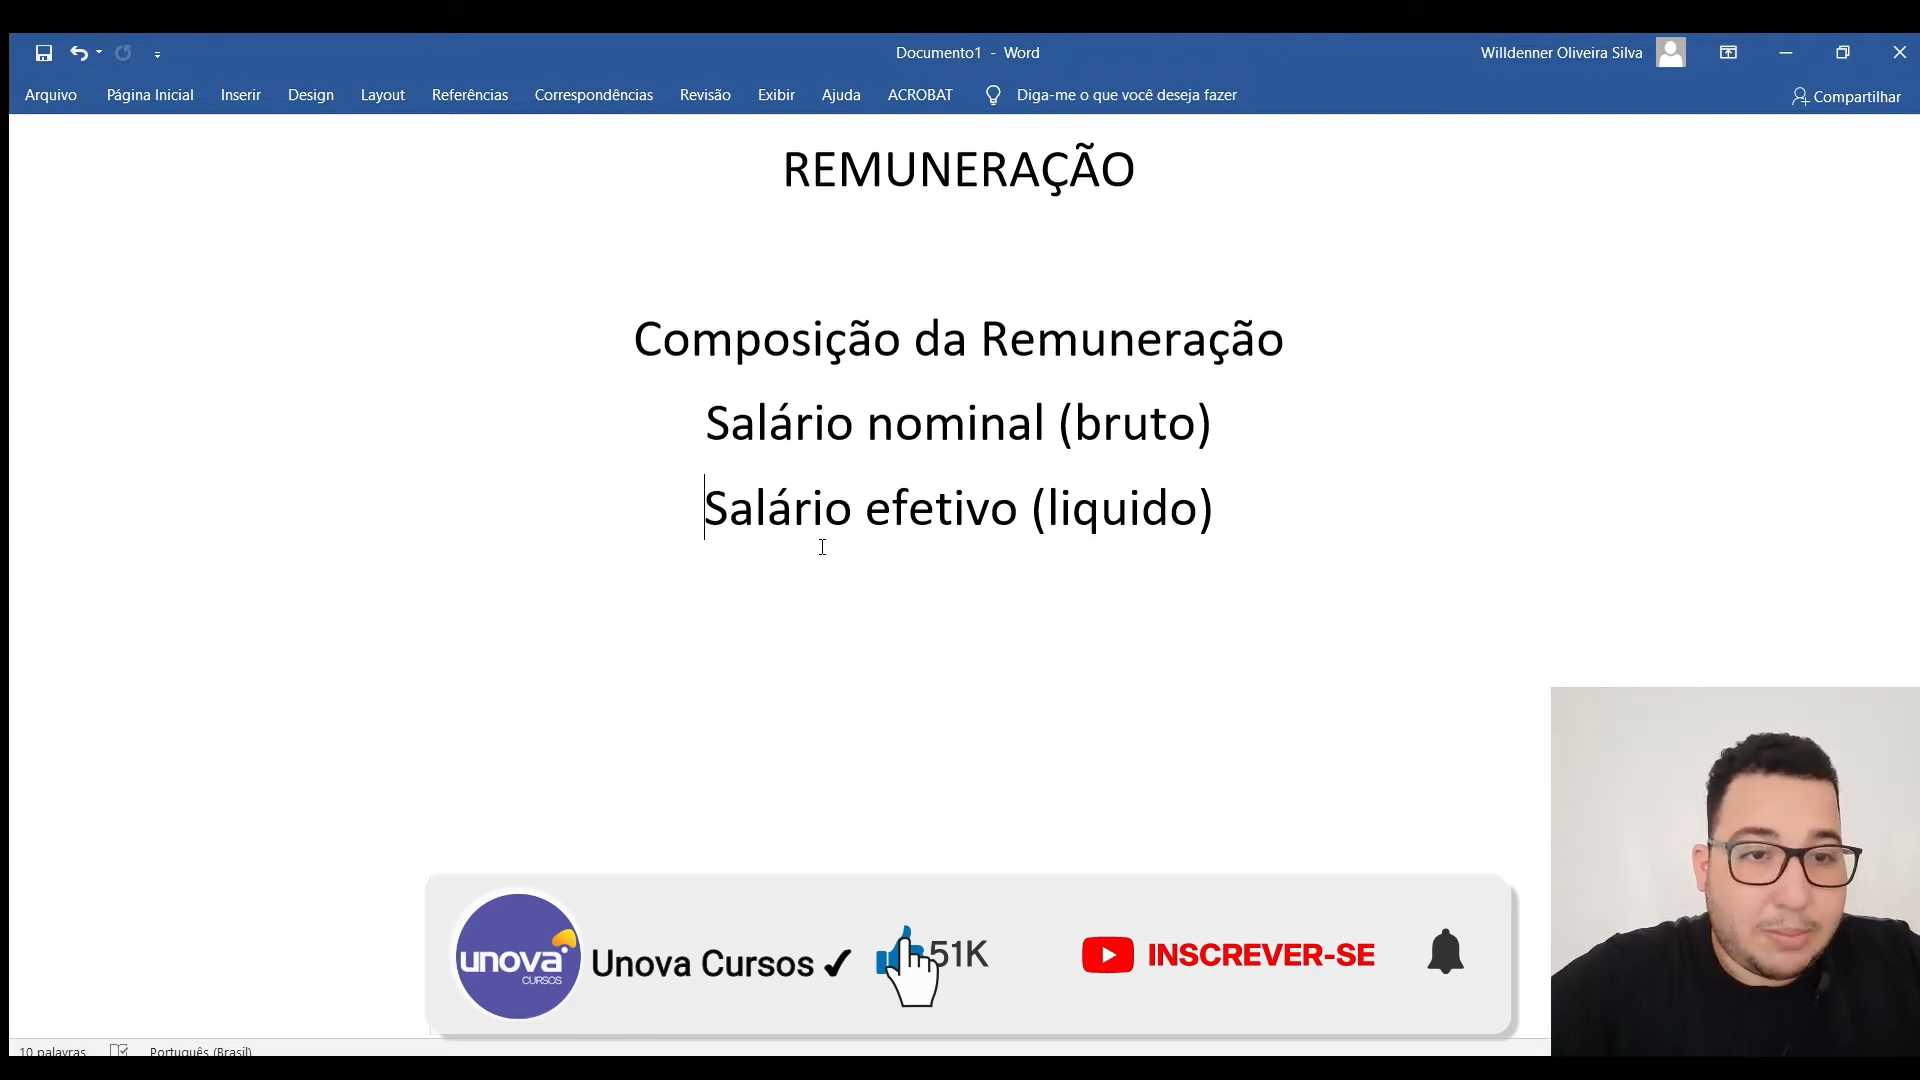 Documento1 - Word
Willdenner Oliveira Silva
Arquivo Página Inicial Inserir Design Layout Referências Correspondências Revisão Exibir Ajuda ACROBAT Diga-me o que você deseja fazer
Compartilhar
REMUNERAÇÃO
Composição da Remuneração
Salário nominal (bruto)
Salário efetivo (liquido)
unova
CURSOS
Unova Cursos ✔
51K
INSCREVER-SE
10 palavras Português (Brasil)